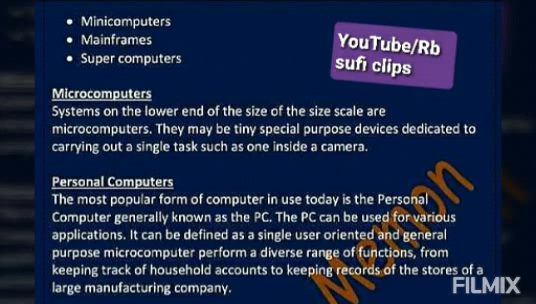 • Minicomputers
• Mainframes
• Super computers
YouTube/Rb
sufi clips
Microcomputers
Systems on the lower end of the size of the size scale are
microcomputers. They may be tiny special purpose devices dedicated to
carrying out a single task such as one inside a camera.
Personal Computers
The most popular form of computer in use today is the Personal
Computer generally known as the PC. The PC can be used for various
applications. It can be defined as a single user oriented and general
purpose microcomputer perform a diverse range of functions, from
keeping track of household accounts to keeping records of the stores of a
large manufacturing company.
Memon
FILMIX